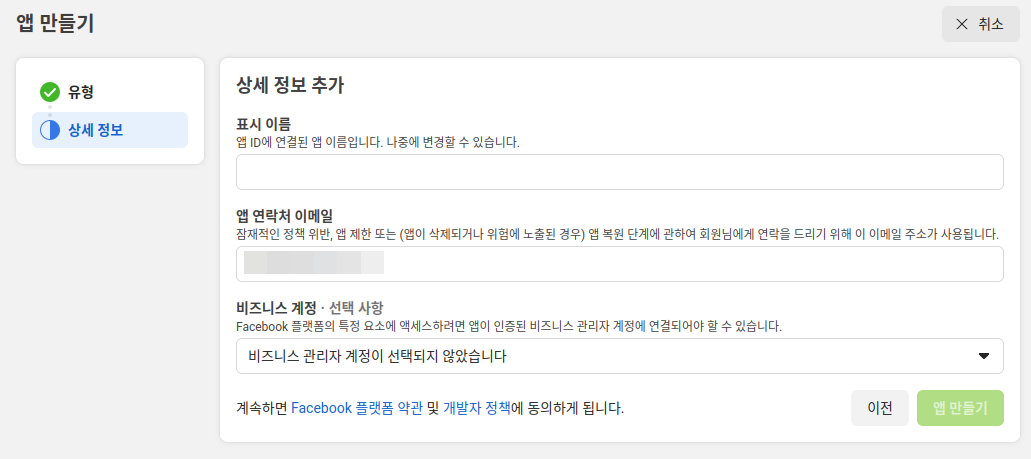 앱 만들기
취소
유형
상세 정보
상세 정보 추가
표시 이름
앱 ID에 연결된 앱 이름입니다. 나중에 변경할 수 있습니다.
앱 연락처 이메일
잠재적인 정책 위반, 앱 제한 또는 (앱이 삭제되거나 위험에 노출된 경우) 앱 복원 단계에 관하여 회원님에게 연락을 드리기 위해 이 이메일 주소가 사용됩니다.
비즈니스 계정 · 선택 사항
Facebook 플랫폼의 특정 요소에 액세스하려면 앱이 인증된 비즈니스 관리자 계정에 연결되어야 할 수 있습니다.
비즈니스 관리자 계정이 선택되지 않았습니다
계속하면 Facebook 플랫폼 약관 및 개발자 정책에 동의하게 됩니다.
이전
앱 만들기